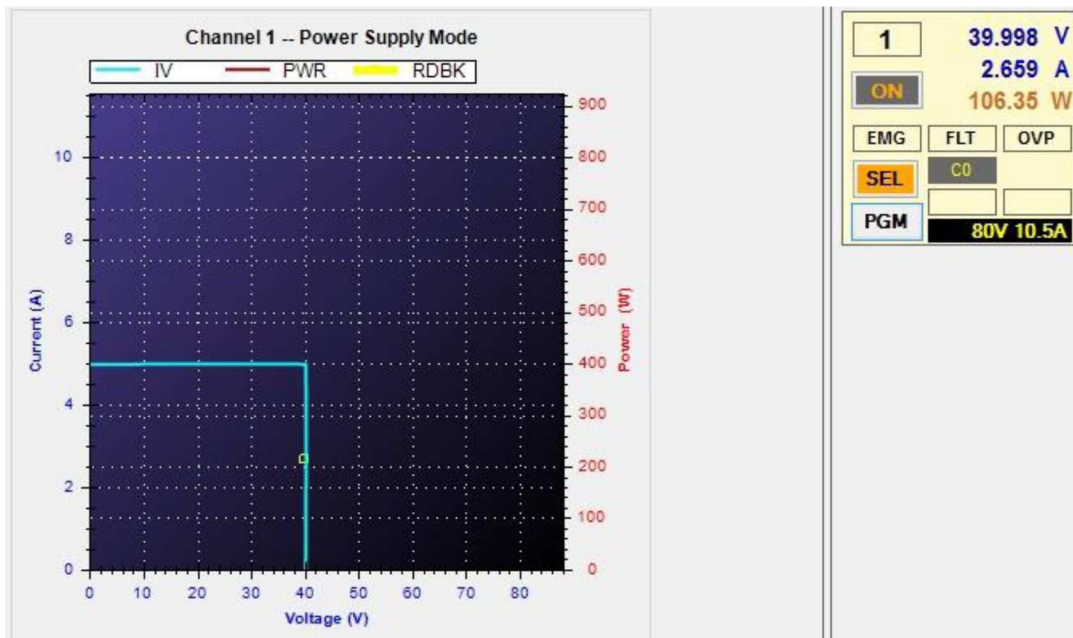 Channel 1 -- Power Supply Mode
IV PWR RDBK
Current (A)
10
8
6
4
2
0
900
800
700
600
500
400
300
200
100
0
Power (W)
0 10 20 30 40 50 60 70 80
Voltage (V)
1 39.998 V
2.659 A
ON 106.35 W
EMG FLT OVP
SEL C0
PGM 80V 10.5A